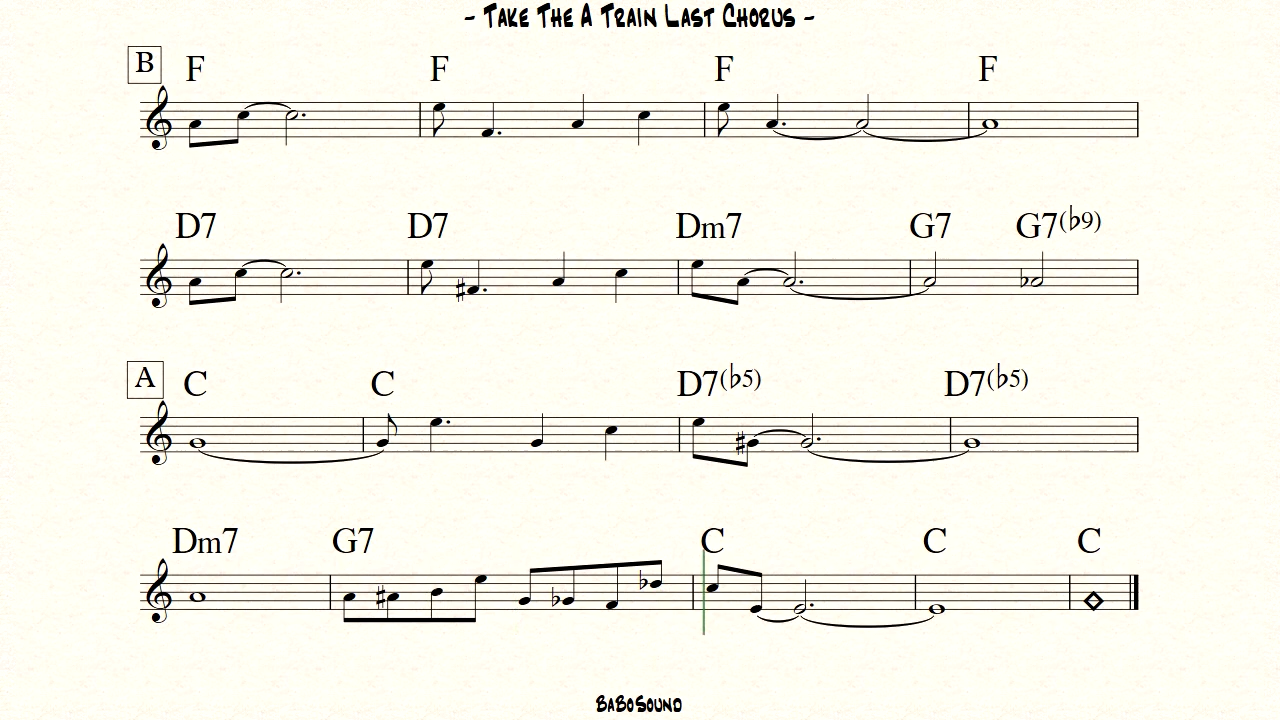 - Take The A Train Last Chorus -
B F F F F
D7 D7 Dm7 G7 G7(♭9)
A C C D7(♭5) D7(♭5)
Dm7 G7 C C C
BaBoSound